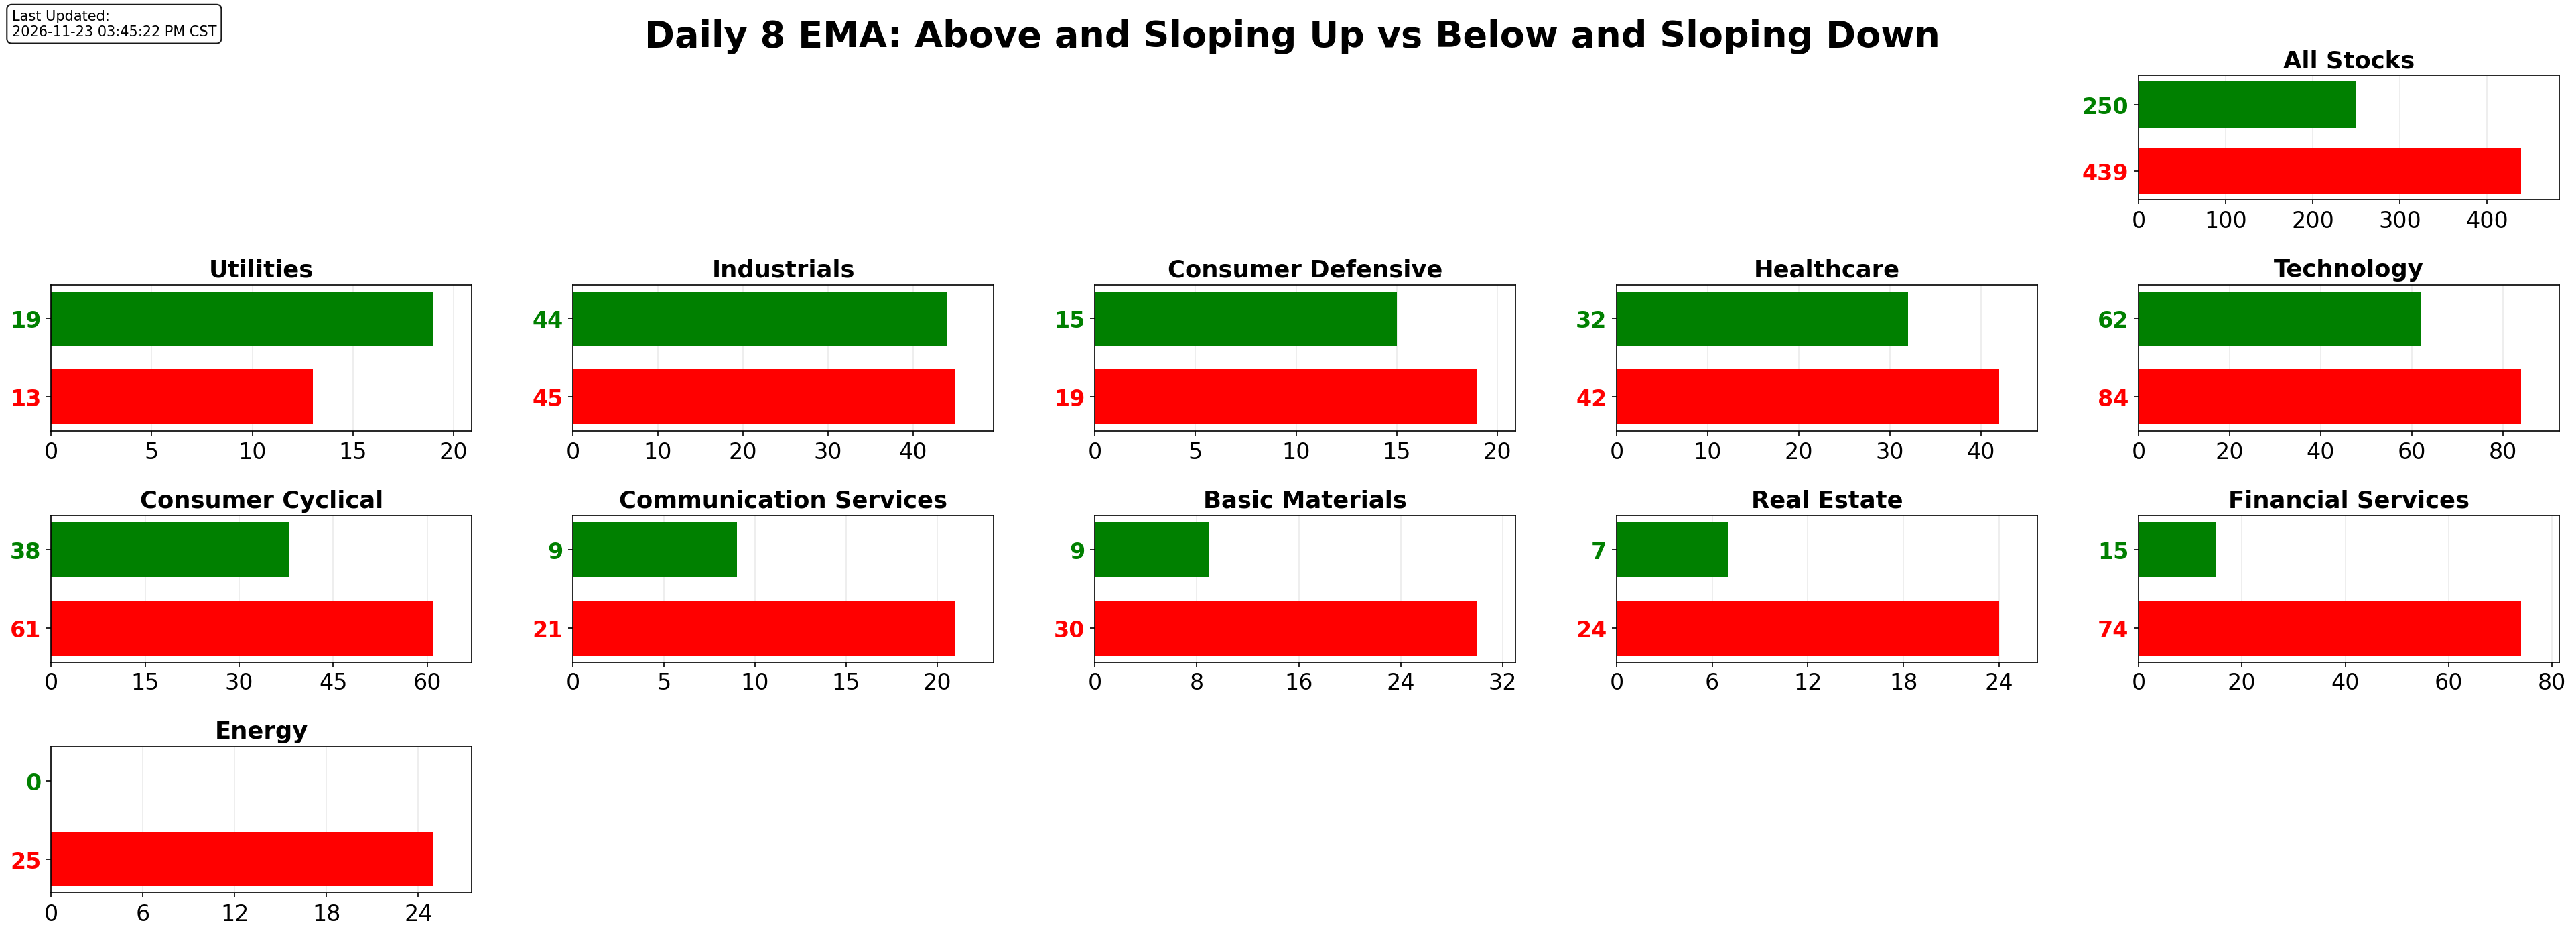 Last Updated:
2026-11-23 03:45:22 PM CST
Daily 8 EMA: Above and Sloping Up vs Below and Sloping Down
All Stocks
250
439
0 100 200 300 400
Utilities
19
13
0 5 10 15 20
Industrials
44
45
0 10 20 30 40
Consumer Defensive
15
19
0 5 10 15 20
Healthcare
32
42
0 10 20 30 40
Technology
62
84
0 20 40 60 80
Consumer Cyclical
38
61
0 15 30 45 60
Communication Services
9
21
0 5 10 15 20
Basic Materials
9
30
0 8 16 24 32
Real Estate
7
24
0 6 12 18 24
Financial Services
15
74
0 20 40 60 80
Energy
0
25
0 6 12 18 24